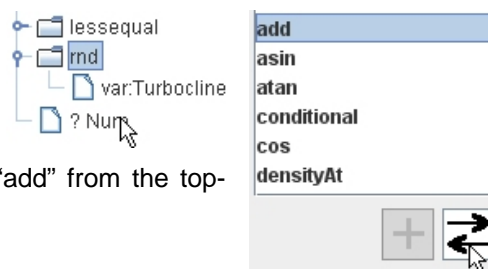 lessequal
rnd
var:Turbocline
? Num
"add" from the top-
add
asin
atan
conditional
cos
densityAt